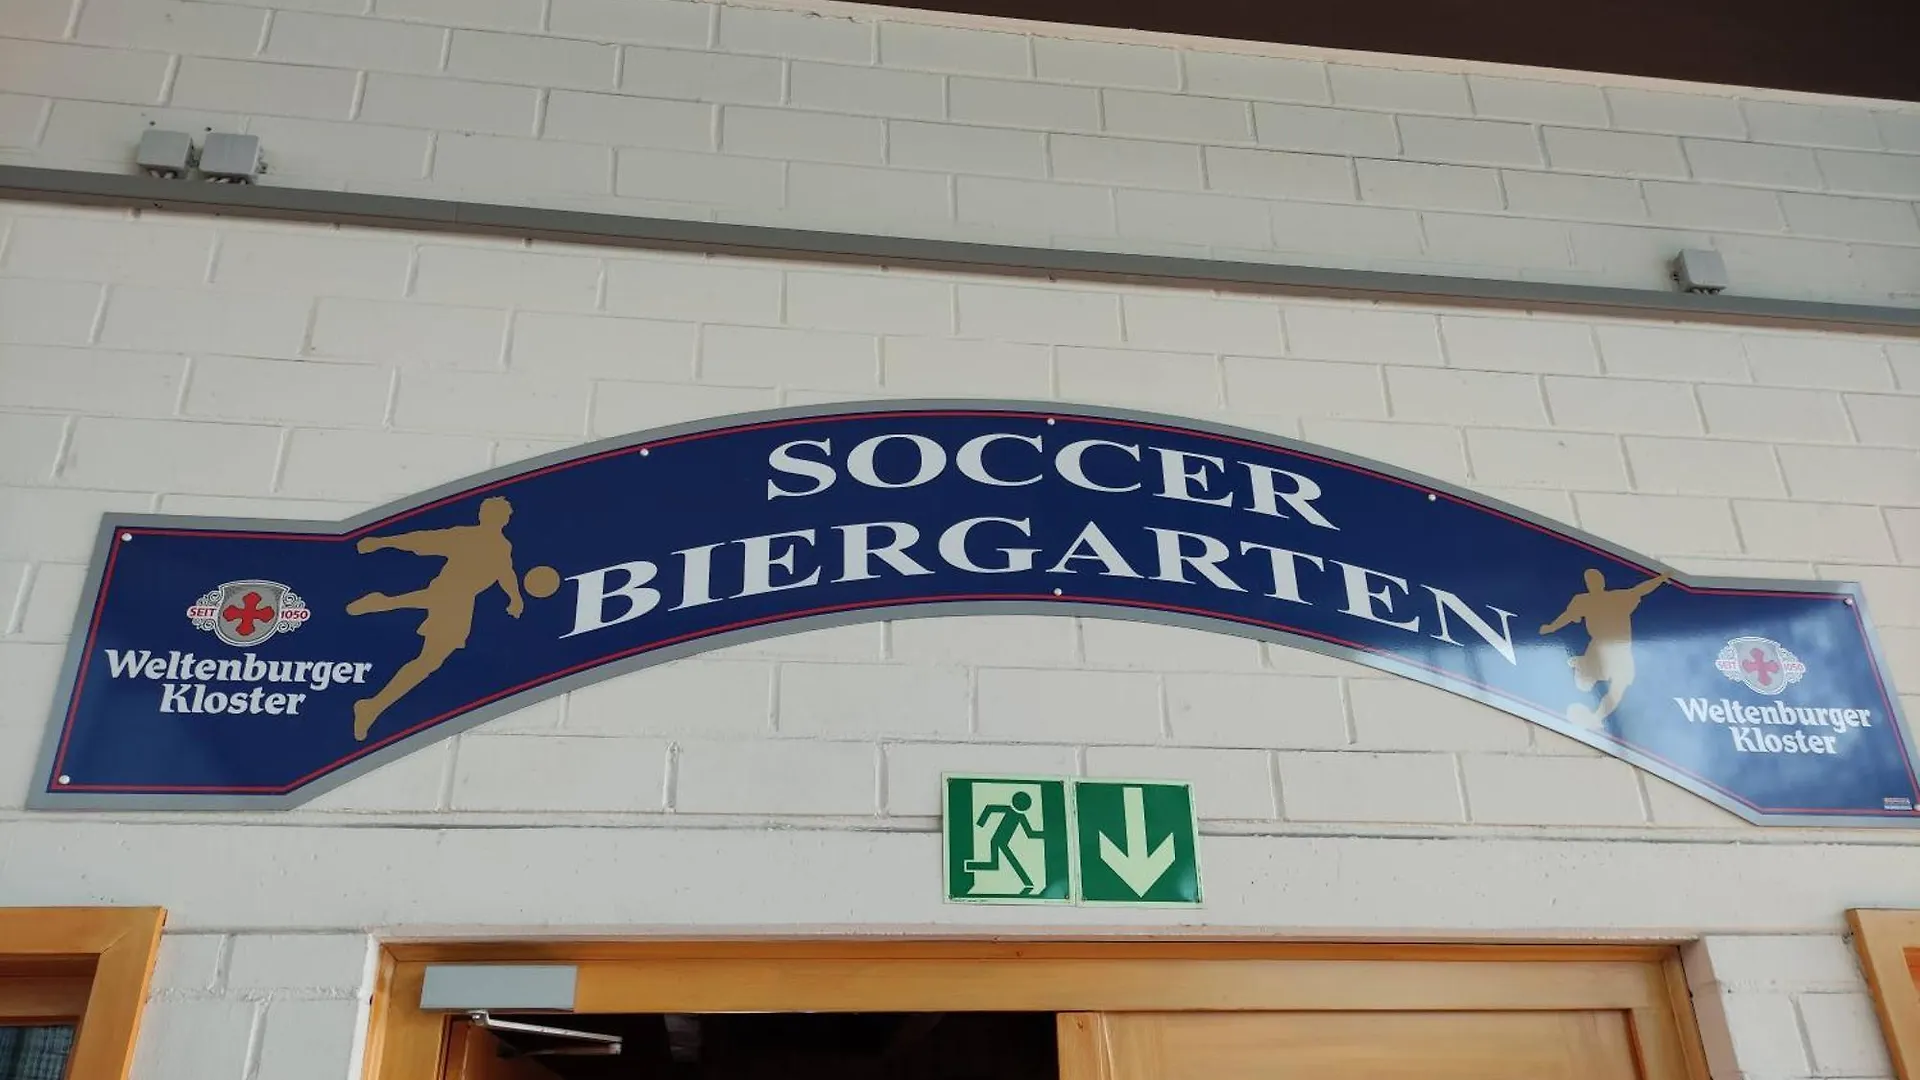 SOCCER
BIERGARTEN
SEIT 1050
Weltenburger
Kloster
SEIT 1050
Weltenburger
Kloster